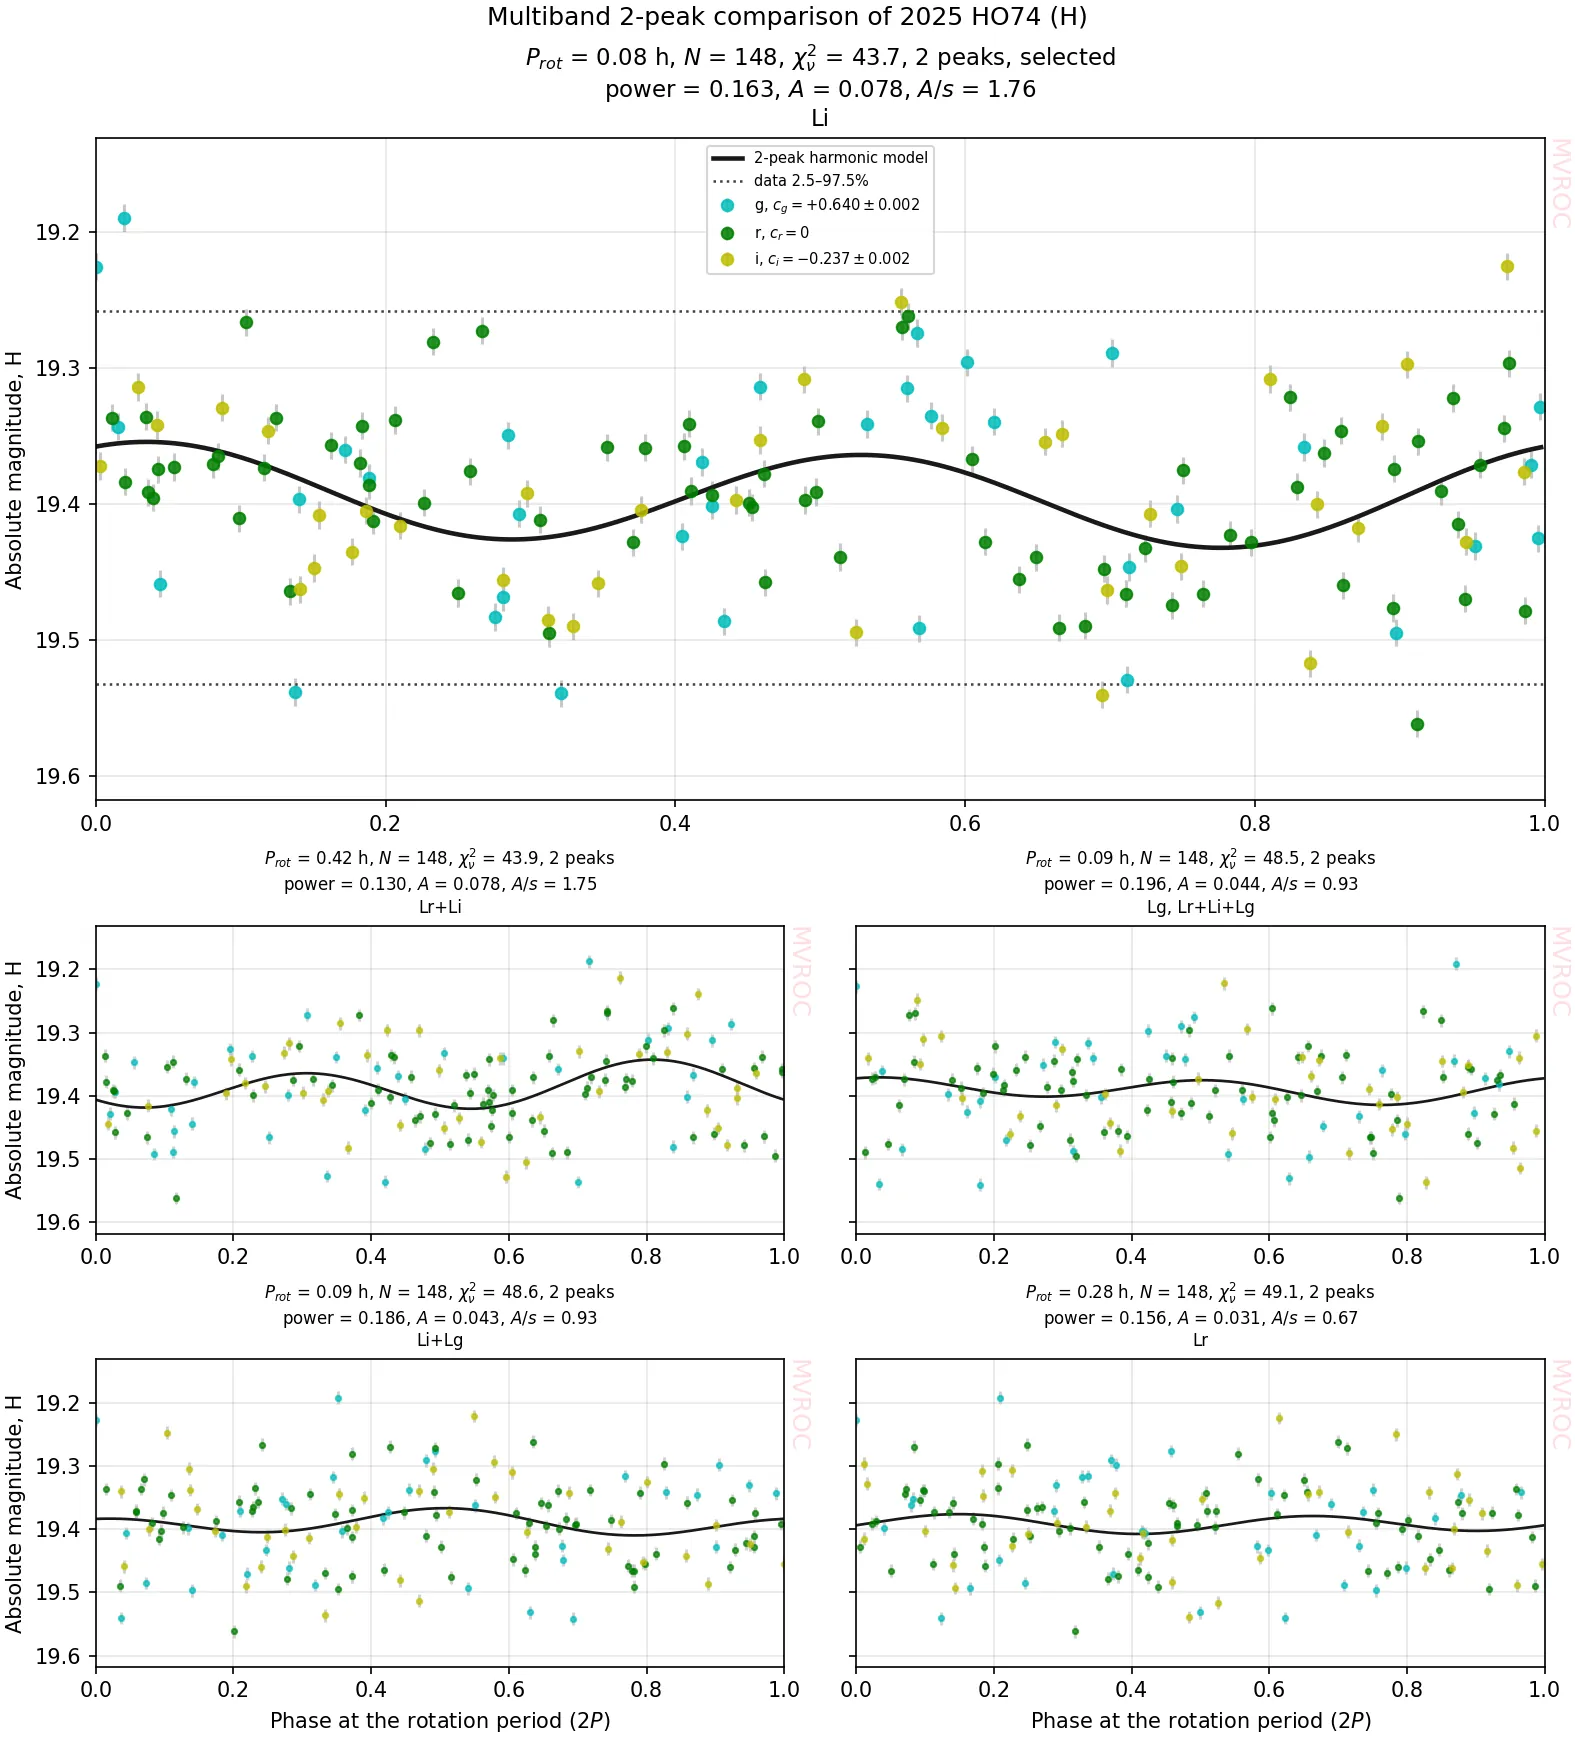 Multiband 2-peak comparison of 2025 HO74 (H)
P_rot = 0.08 h, N = 148, χ²_ν = 43.7, 2 peaks, selected
power = 0.163, A = 0.078, A/s = 1.76
Li
MVROC
2-peak harmonic model
data 2.5–97.5%
g, c_g = +0.640 ± 0.002
r, c_r = 0
i, c_i = −0.237 ± 0.002
Absolute magnitude, H
19.2
19.3
19.4
19.5
19.6
0.0 0.2 0.4 0.6 0.8 1.0
P_rot = 0.42 h, N = 148, χ²_ν = 43.9, 2 peaks
power = 0.130, A = 0.078, A/s = 1.75
Lr+Li
MVROC
Absolute magnitude, H
19.2
19.3
19.4
19.5
19.6
0.0 0.2 0.4 0.6 0.8 1.0
P_rot = 0.09 h, N = 148, χ²_ν = 48.5, 2 peaks
power = 0.196, A = 0.044, A/s = 0.93
Lg, Lr+Li+Lg
MVROC
0.0 0.2 0.4 0.6 0.8 1.0
P_rot = 0.09 h, N = 148, χ²_ν = 48.6, 2 peaks
power = 0.186, A = 0.043, A/s = 0.93
Li+Lg
MVROC
Absolute magnitude, H
19.2
19.3
19.4
19.5
19.6
0.0 0.2 0.4 0.6 0.8 1.0
Phase at the rotation period (2P)
P_rot = 0.28 h, N = 148, χ²_ν = 49.1, 2 peaks
power = 0.156, A = 0.031, A/s = 0.67
Lr
MVROC
0.0 0.2 0.4 0.6 0.8 1.0
Phase at the rotation period (2P)